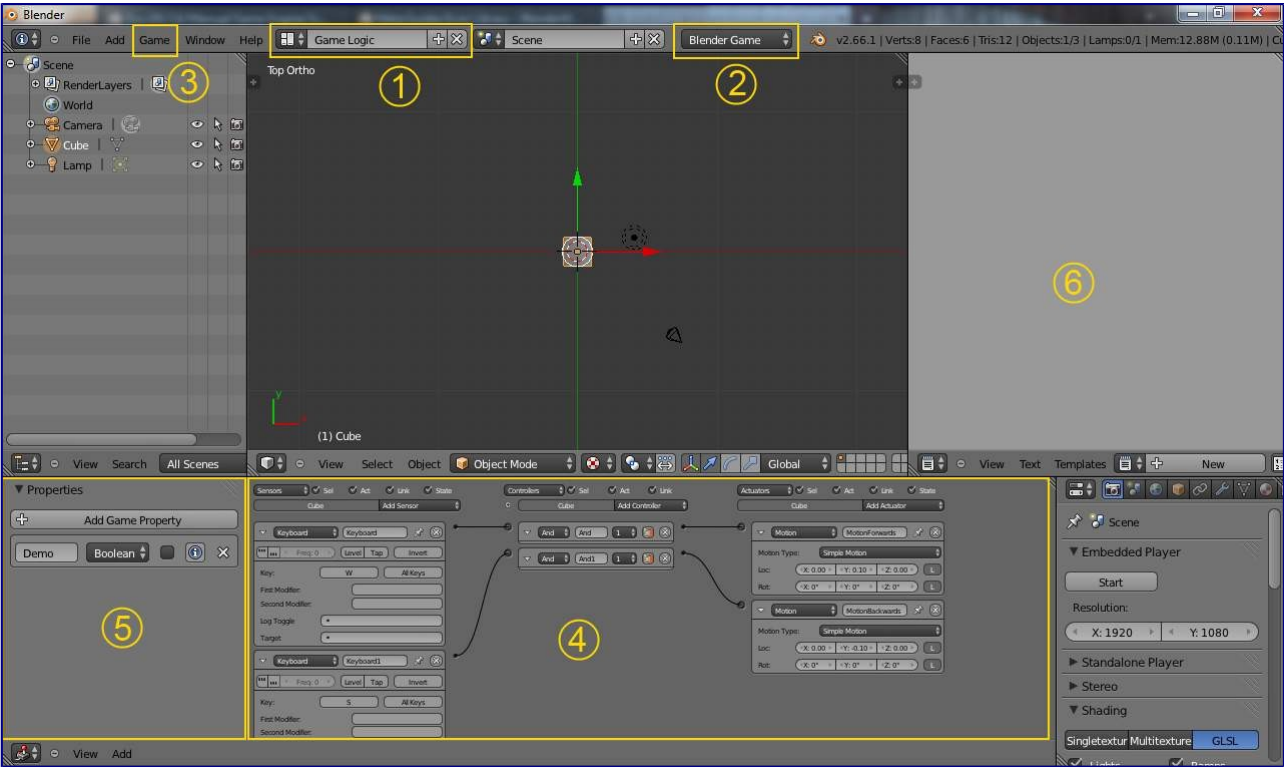 Blender
File Add Game Window Help Game Logic Scene Blender Game v2.66.1 | Verts:8 | Faces:6 | Tris:12 | Objects:1/3 | Lamps:0/1 | Mem:12.88M (0.11M) |
1
2
3
4
5
6
Scene
RenderLayers |
World
Camera |
Cube |
Lamp |
Top Ortho
y
(1) Cube
View Search All Scenes
View Select Object Object Mode Global
View Text Templates New
Properties
Add Game Property
Demo Boolean
View Add
Sensors Sel Act Link State
Cube Add Sensor
Keyboard Keyboard
Freq: 0 Level Tap Invert
Key: W All Keys
First Modifier:
Second Modifier:
Log Toggle
Target
Keyboard Keyboard1
Freq: 0 Level Tap Invert
Key: S All Keys
First Modifier:
Second Modifier:
Controllers Sel Act Link
Cube Add Controller
And And 1
And And1 1
Actuators Sel Act Link State
Cube Add Actuator
Motion MotionForwards
Motion Type: Simple Motion
Loc: X: 0.00 Y: 0.10 Z: 0.00 L
Rot: X: 0° Y: 0° Z: 0° L
Motion MotionBackwards
Motion Type: Simple Motion
Loc: X: 0.00 Y: -0.10 Z: 0.00 L
Rot: X: 0° Y: 0° Z: 0° L
Scene
Embedded Player
Start
Resolution:
X: 1920 Y: 1080
Standalone Player
Stereo
Shading
Singletextur Multitexture GLSL
Lights Ramps